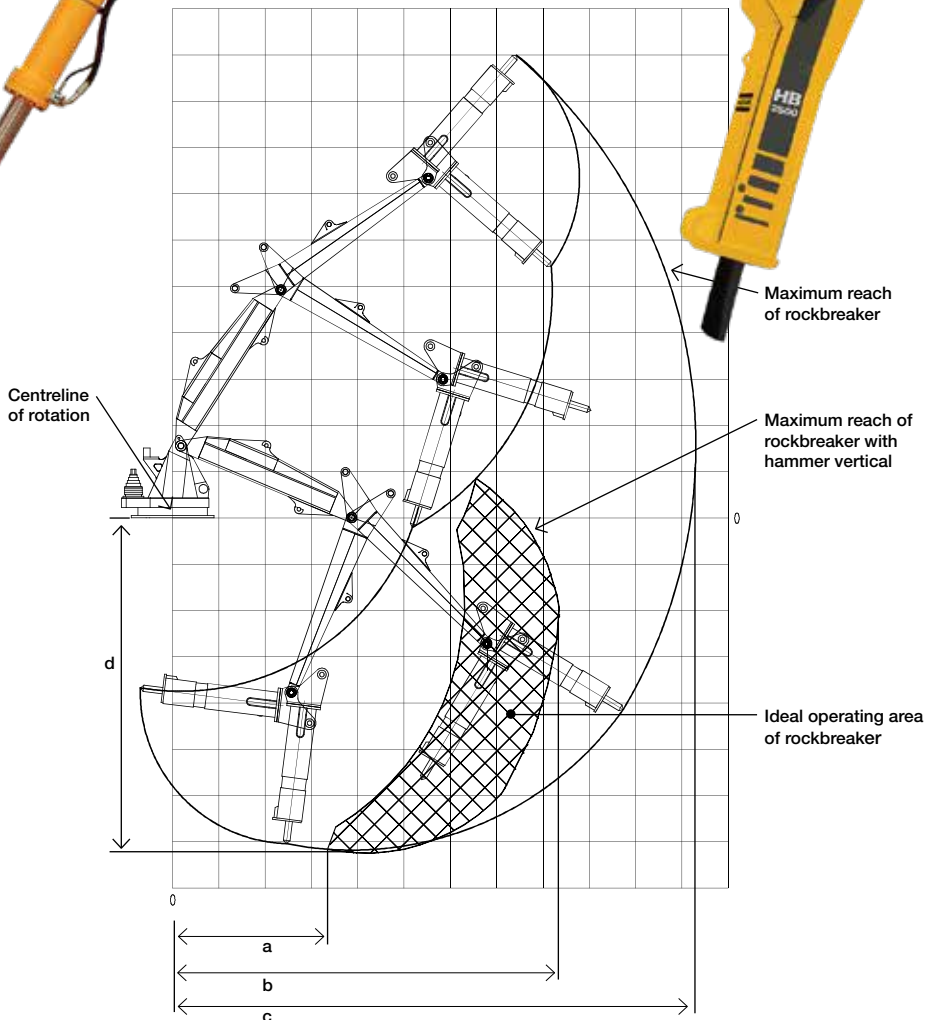 HB
2500
Maximum reach
of rockbreaker
Centreline
of rotation
Maximum reach of
rockbreaker with
hammer vertical
0
d
Ideal operating area
of rockbreaker
0
a
b
c